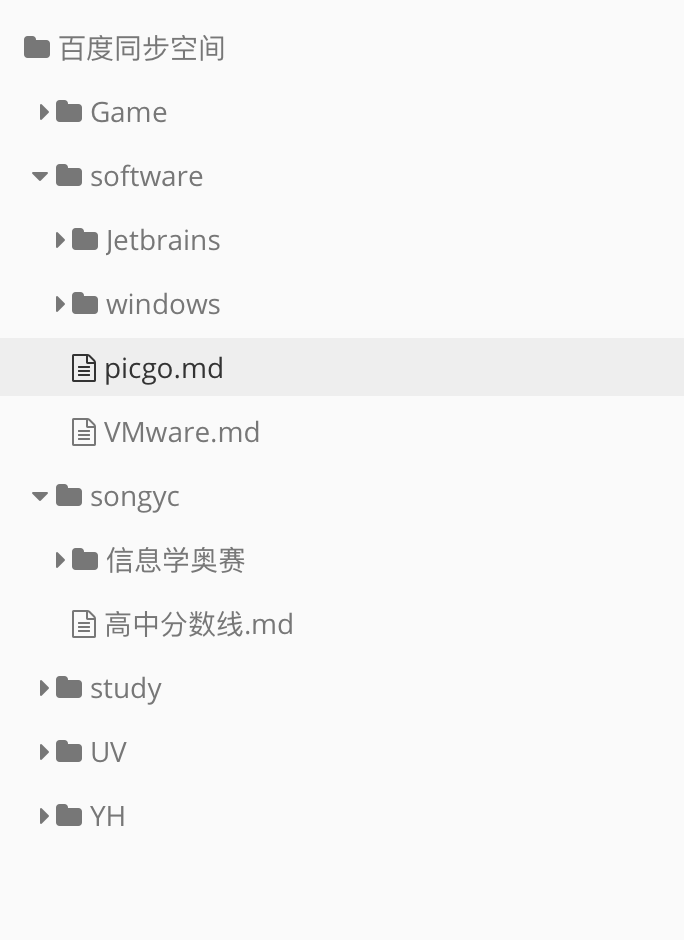 百度同步空间
Game
software
Jetbrains
windows
picgo.md
VMware.md
songyc
信息学奥赛
高中分数线.md
study
UV
YH